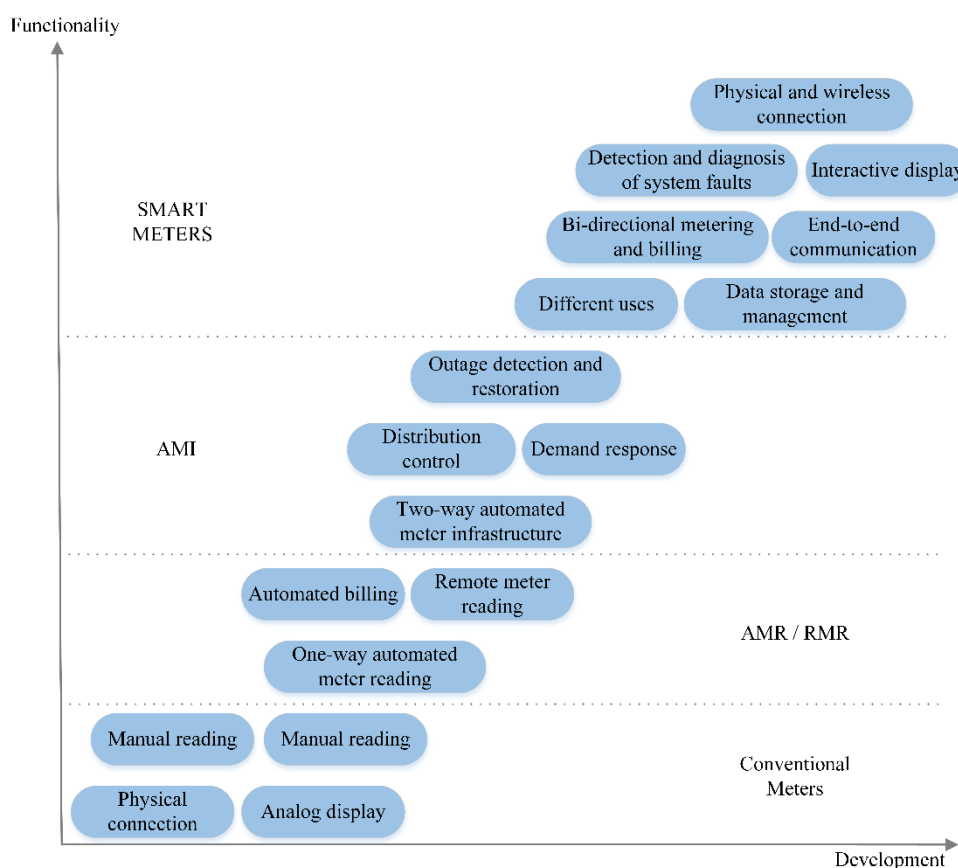 Functionality
Physical and wireless
connection
Detection and diagnosis
of system faults
Interactive display
SMART
METERS
Bi-directional metering
and billing
End-to-end
communication
Different uses
Data storage and
management
Outage detection and
restoration
AMI
Distribution
control
Demand response
Two-way automated
meter infrastructure
Automated billing
Remote meter
reading
AMR / RMR
One-way automated
meter reading
Manual reading
Manual reading
Conventional
Meters
Physical
connection
Analog display
Development